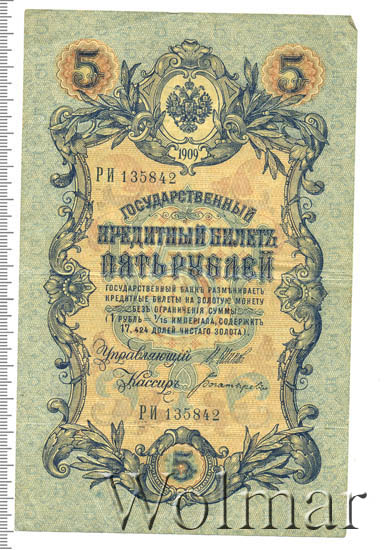 5 5
1909
РИ 135842
ГОСУДАРСТВЕННЫЙ
КРЕДИТНЫЙ БИЛЕТЪ
ПЯТЬ РУБЛЕЙ
ГОСУДАРСТВЕННЫЙ БАНКЪ РАЗМѢНИВАЕТЪ
КРЕДИТНЫЕ БИЛЕТЫ НА ЗОЛОТУЮ МОНЕТУ
БЕЗЪ ОГРАНИЧЕНІЯ СУММЫ
(1 РУБЛЬ = 1/15 ИМПЕРІАЛА, СОДЕРЖИТЪ
17,424 ДОЛЕЙ ЧИСТАГО ЗОЛОТА).
Управляющій
Кассиръ
РИ 135842
5
Wolmar